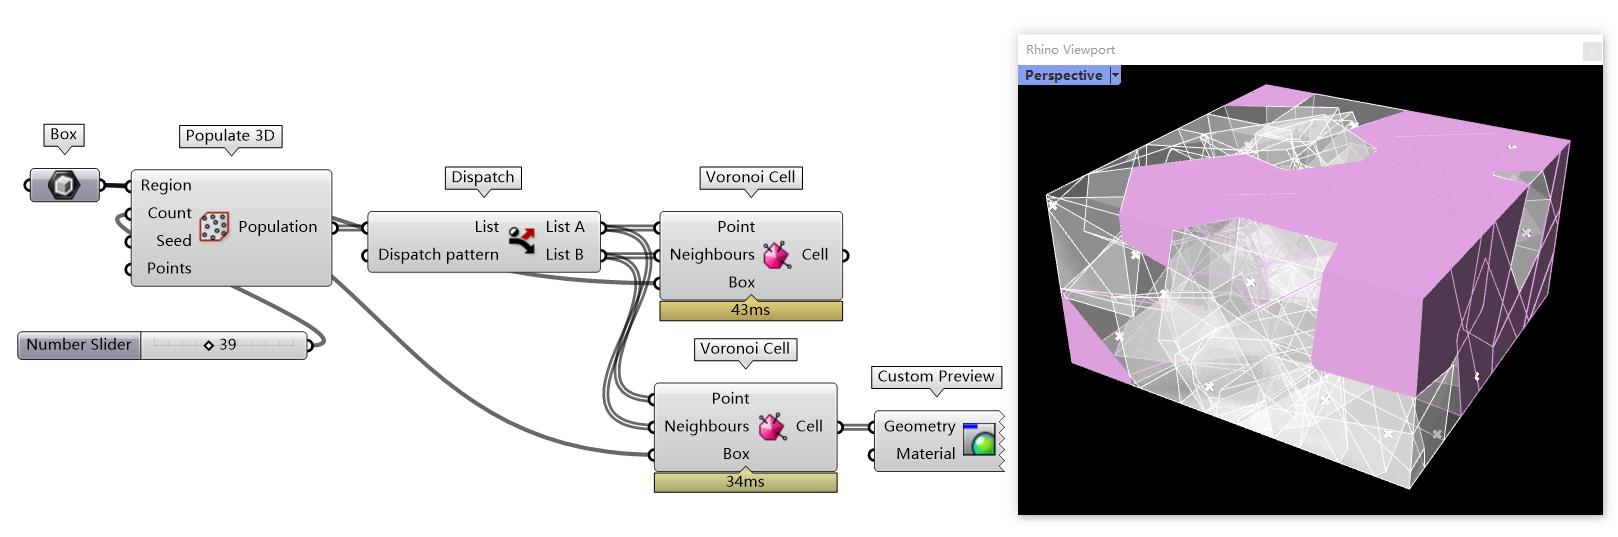 Box
Populate 3D
Region
Count
Seed
Points
Population
Number Slider
39
Dispatch
List
Dispatch pattern
List A
List B
Voronoi Cell
Point
Neighbours
Box
Cell
43ms
Voronoi Cell
Point
Neighbours
Box
Cell
34ms
Custom Preview
Geometry
Material
Rhino Viewport
Perspective